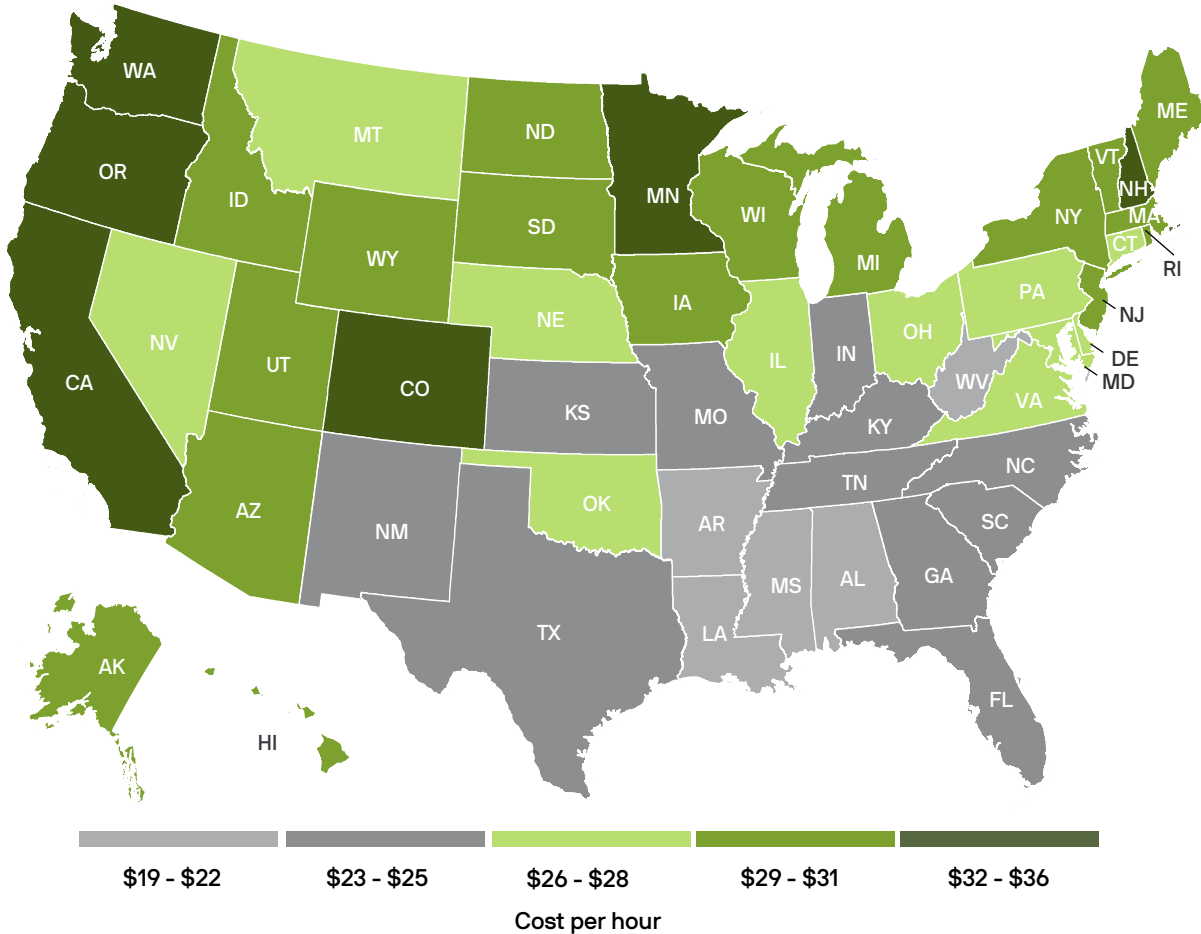 WA
ME
MT
ND
VT
OR
MN
NH
ID
WI
NY
MA
SD
CT
WY
MI
RI
IA
PA
NE
NJ
NV
OH
IL
IN
DE
UT
CA
CO
WV
MD
VA
KS
MO
KY
NC
TN
OK
AZ
AR
SC
NM
GA
MS
AL
TX
LA
AK
FL
HI
$19 - $22
$23 - $25
$26 - $28
$29 - $31
$32 - $36
Cost per hour